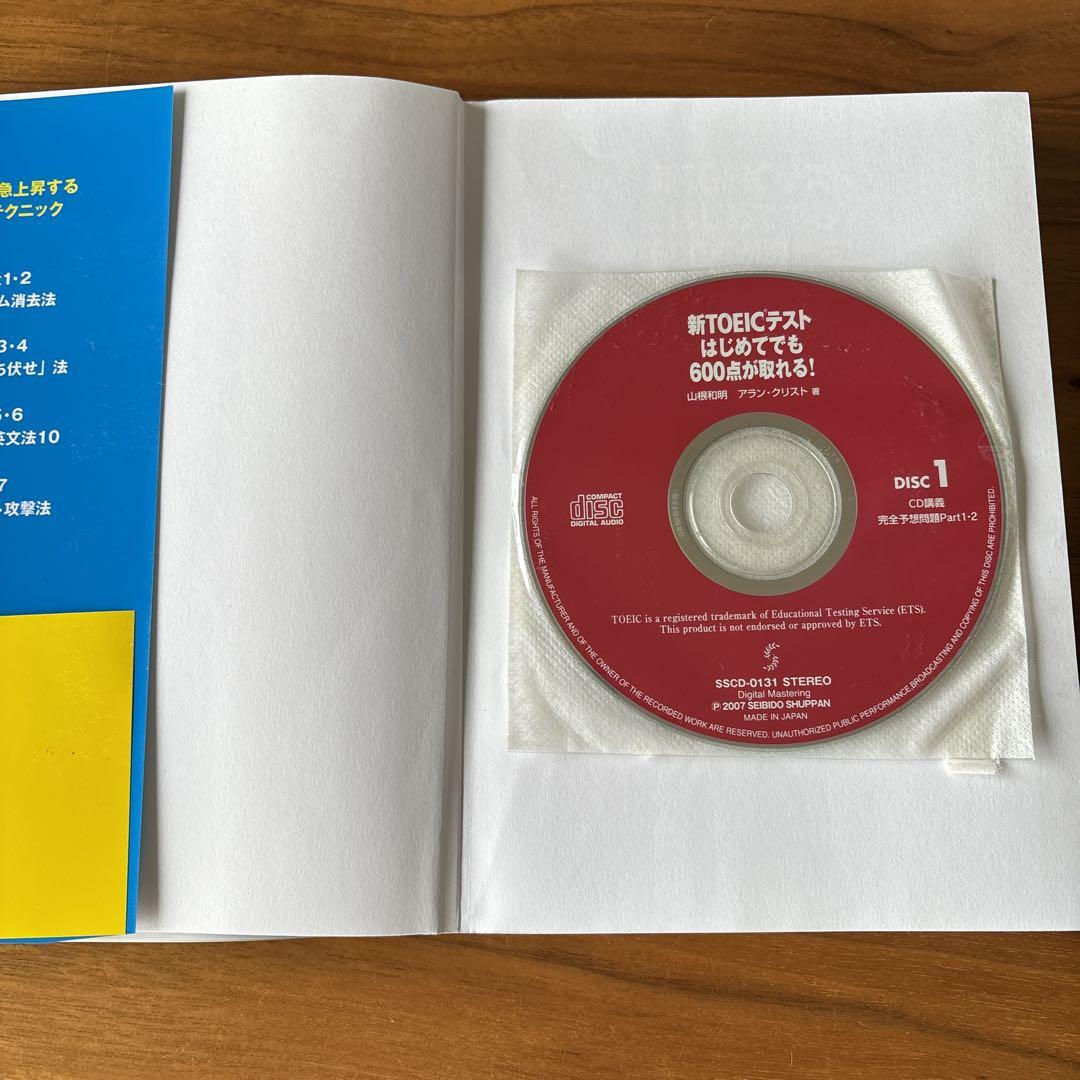 急上昇する
テクニック
1・2
ム消去法
3・4
ち伏せ」法
・6
英文法10
7
・攻撃法
新TOEIC®テスト
はじめてでも
600点が取れる!
山根和明 アラン・クリスト 著
DISC 1
CD講義
完全予想問題Part1-2
COMPACT
disc
DIGITAL AUDIO
TOEIC is a registered trademark of Educational Testing Service (ETS).
This product is not endorsed or approved by ETS.
SSCD-0131 STEREO
Digital Mastering
Ⓟ 2007 SEIBIDO SHUPPAN
MADE IN JAPAN
ALL RIGHTS OF THE MANUFACTURER AND OF THE OWNER OF THE RECORDED WORK ARE RESERVED. UNAUTHORIZED PUBLIC PERFORMANCE,BROADCASTING AND COPYING OF THIS DISC ARE PROHIBITED.